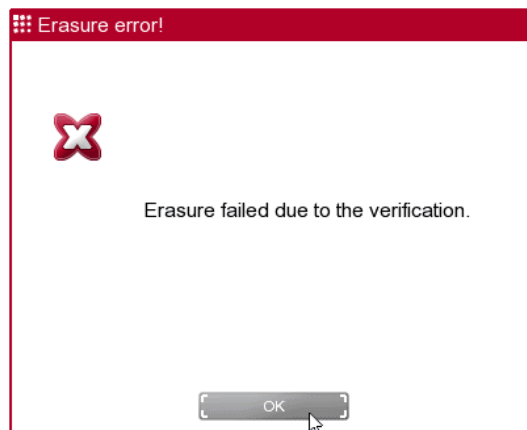 Erasure error!
Erasure failed due to the verification.
OK